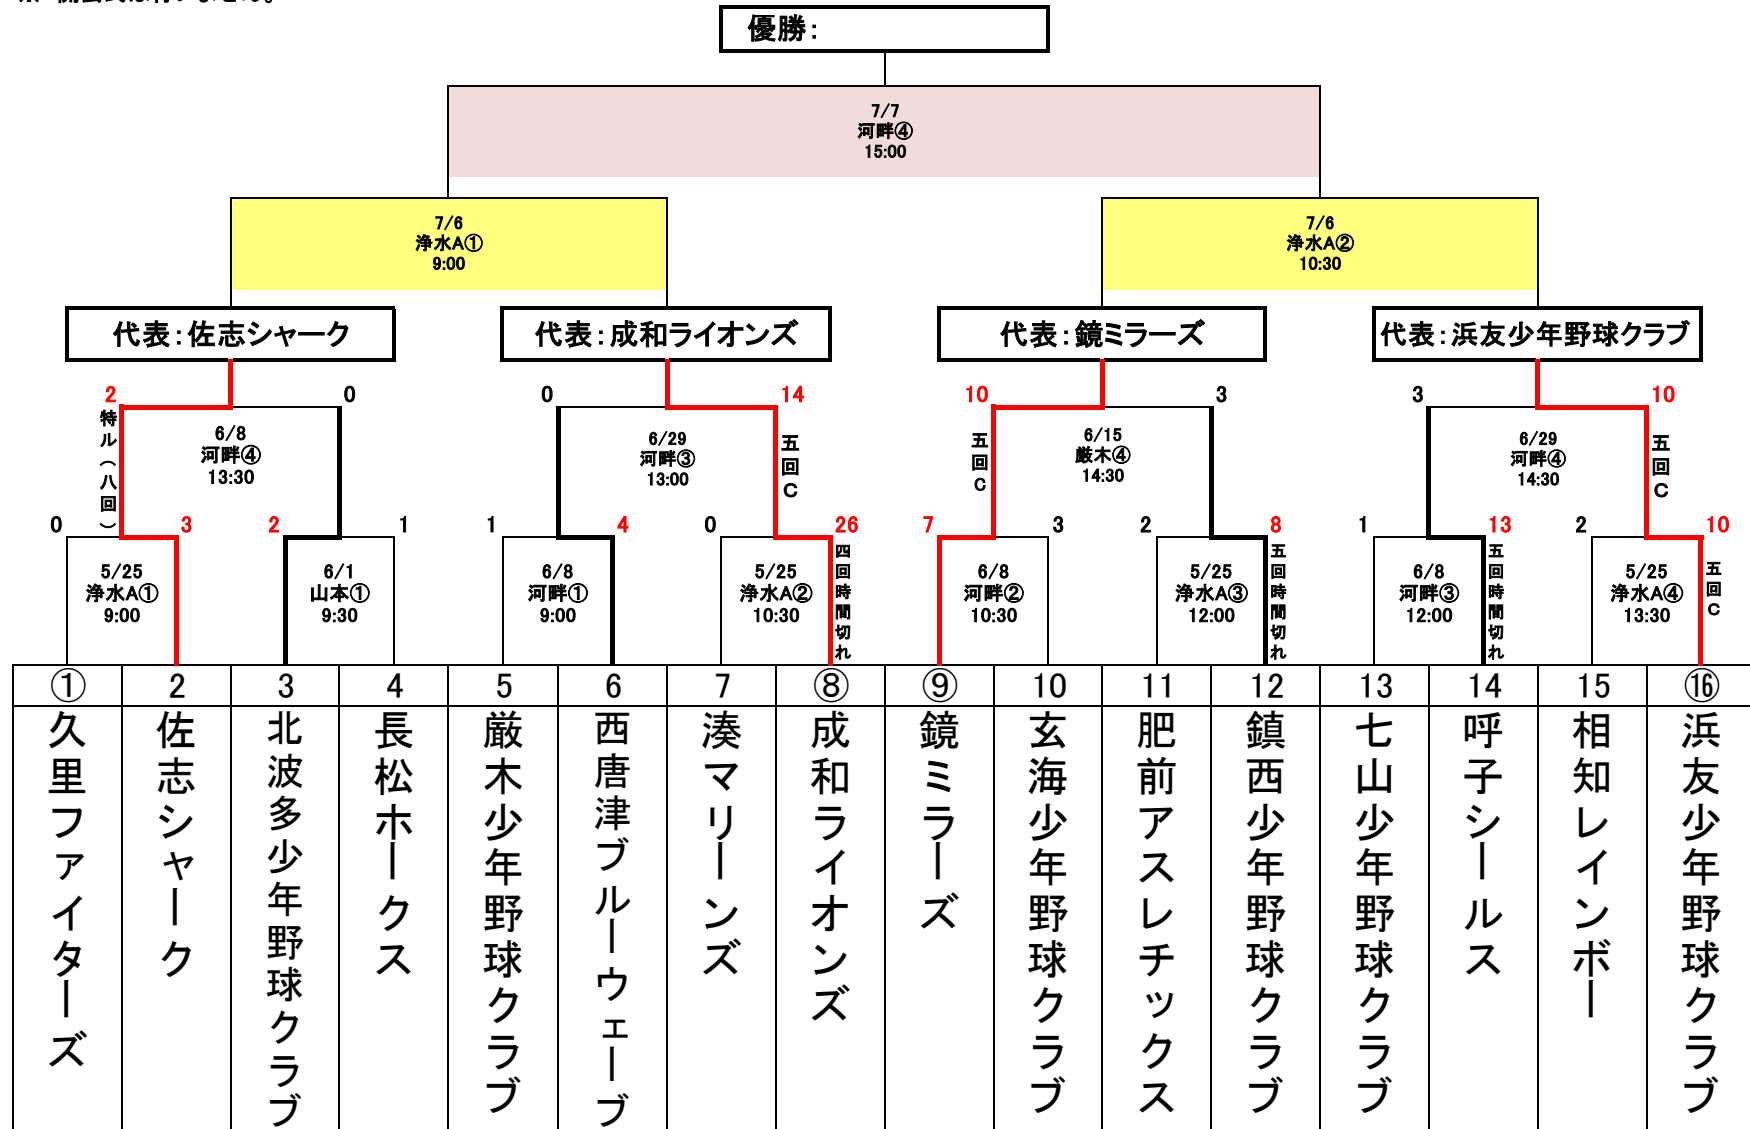 優勝：
7/7
河畔④
15:00
7/6
浄水A①
9:00
7/6
浄水A②
10:30
代表：佐志シャーク
代表：成和ライオンズ
代表：鏡ミラーズ
代表：浜友少年野球クラブ
2
0
0
14
10
3
3
10
特ル（八回）
6/8
河畔④
13:30
6/29
河畔③
13:00
五回C
五回C
6/15
厳木④
14:30
6/29
河畔④
14:30
五回C
0
3
2
1
1
4
0
26
7
3
2
8
1
13
2
10
5/25
浄水A①
9:00
6/1
山本①
9:30
6/8
河畔①
9:00
5/25
浄水A②
10:30
四回時間切れ
6/8
河畔②
10:30
5/25
浄水A③
12:00
五回時間切れ
6/8
河畔③
12:00
五回時間切れ
5/25
浄水A④
13:30
五回C
① 2 3 4 5 6 7 ⑧ ⑨ 10 11 12 13 14 15 ⑯
久里ファイターズ
佐志シャーク
北波多少年野球クラブ
長松ホークス
厳木少年野球クラブ
西唐津ブルーウェーブ
湊マリーンズ
成和ライオンズ
鏡ミラーズ
玄海少年野球クラブ
肥前アスレチックス
鎮西少年野球クラブ
七山少年野球クラブ
呼子シールス
相知レインボー
浜友少年野球クラブ